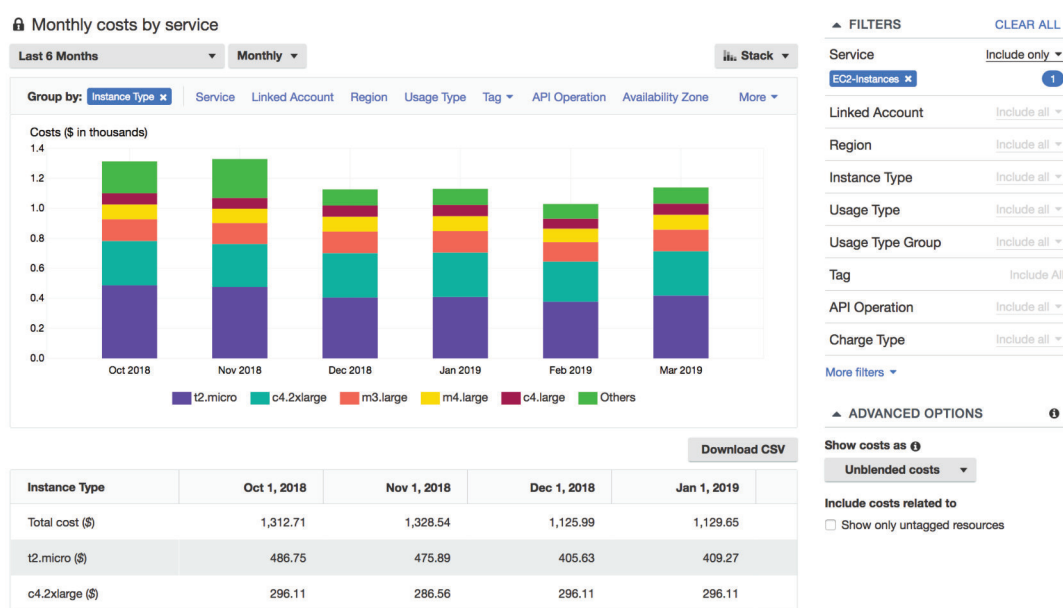 Monthly costs by service
Last 6 Months Monthly Stack
Group by: Instance Type × Service Linked Account Region Usage Type Tag API Operation Availability Zone More
Costs ($ in thousands)
1.4
1.2
1.0
0.8
0.6
0.4
0.2
0.0
Oct 2018 Nov 2018 Dec 2018 Jan 2019 Feb 2019 Mar 2019
t2.micro c4.2xlarge m3.large m4.large c4.large Others
Download CSV
Instance Type Oct 1, 2018 Nov 1, 2018 Dec 1, 2018 Jan 1, 2019
Total cost ($) 1,312.71 1,328.54 1,125.99 1,129.65
t2.micro ($) 486.75 475.89 405.63 409.27
c4.2xlarge ($) 296.11 286.56 296.11 296.11
FILTERS CLEAR ALL
Service Include only
EC2-Instances × 1
Linked Account Include all
Region Include all
Instance Type Include all
Usage Type Include all
Usage Type Group Include all
Tag Include All
API Operation Include all
Charge Type Include all
More filters
ADVANCED OPTIONS
Show costs as
Unblended costs
Include costs related to
Show only untagged resources